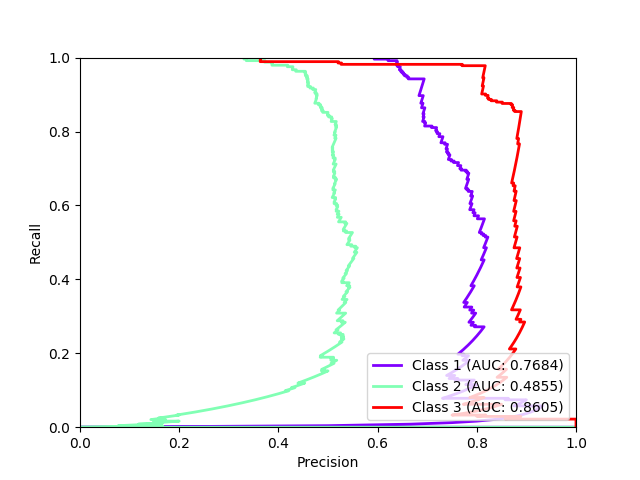 1.0
0.8
0.6
0.4
0.2
0.0
Recall
0.0 0.2 0.4 0.6 0.8 1.0
Precision
Class 1 (AUC: 0.7684)
Class 2 (AUC: 0.4855)
Class 3 (AUC: 0.8605)